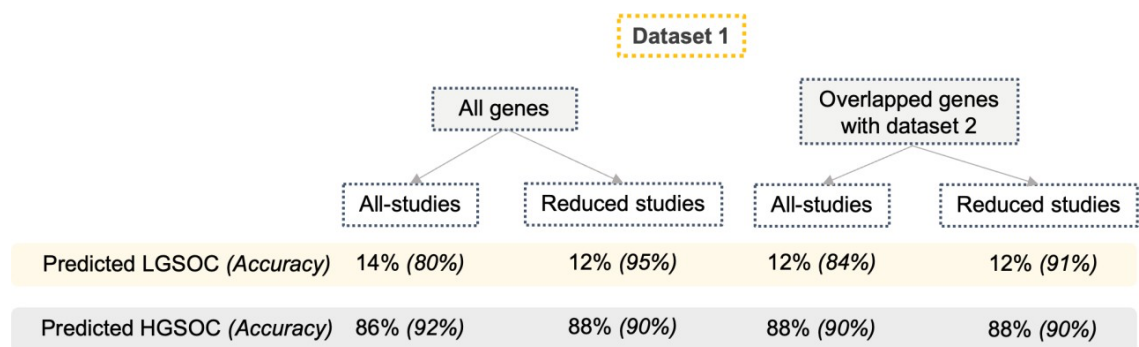 Dataset 1
All genes
Overlapped genes
with dataset 2
All-studies
Reduced studies
All-studies
Reduced studies
Predicted LGSOC (Accuracy) 14% (80%) 12% (95%) 12% (84%) 12% (91%)
Predicted HGSOC (Accuracy) 86% (92%) 88% (90%) 88% (90%) 88% (90%)